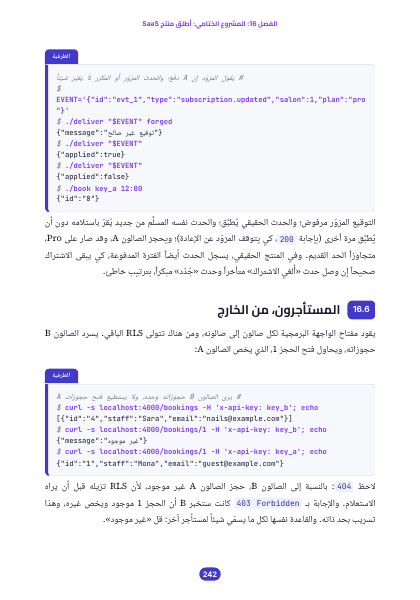 الفصل 16: المشروع الختامي: أطلق منتج SaaS
الطرفية
# يقول المزوّد إن A دفع، والحدث المزوّر أو المكرر لا يغير شيئاً
$
EVENT='{"id":"evt_1","type":"subscription.updated","salon":1,"plan":"pro
"}'
$ ./deliver "$EVENT" forged
{"message":"توقيع غير صالح"}
$ ./deliver "$EVENT"
{"applied":true}
$ ./deliver "$EVENT"
{"applied":false}
$ ./book key_a 12:00
{"id":"8"}
التوقيع المزوّر مرفوض؛ والحدث الحقيقي يُطبّق؛ والحدث نفسه المسلَّم من جديد يُقرّ باستلامه دون أن
يُطبَّق مرة أخرى (بإجابة 200، كي يتوقف المزوّد عن الإعادة)؛ ويحجز الصالون A، وقد صار على Pro،
متجاوزاً الحد القديم. وفي المنتج الحقيقي، يسجل الحدث أيضاً الفترة المدفوعة، كي يبقى الاشتراك
صحيحاً إن وصل حدث «أُلغي الاشتراك» متأخراً وحدث «جُدّد» مبكراً، بترتيب خاطئ.
16.6 المستأجرون، من الخارج
يقود مفتاح الواجهة البرمجية لكل صالون إلى صالونه، ومن هناك تتولى RLS الباقي. يسرد الصالون B
حجوزاته، ويحاول فتح الحجز 1، الذي يخص الصالون A:
الطرفية
# يرى الصالون B حجوزاته وحده، ولا يستطيع فتح حجوزات A
$ curl -s localhost:4000/bookings -H 'x-api-key: key_b'; echo
[{"id":"4","staff":"Sara","email":"nails@example.com"}]
$ curl -s localhost:4000/bookings/1 -H 'x-api-key: key_b'; echo
{"message":"غير موجود"}
$ curl -s localhost:4000/bookings/1 -H 'x-api-key: key_a'; echo
{"id":"1","staff":"Mona","email":"guest@example.com"}
لاحظ 404: بالنسبة إلى الصالون B، حجز الصالون A غير موجود، لأن RLS تزيله قبل أن يراه
الاستعلام. والإجابة بـ 403 Forbidden كانت ستخبر B أن الحجز 1 موجود ويخص غيره، وهذا
تسريب بحد ذاته. والقاعدة نفسها لكل ما يسمّي شيئاً لمستأجر آخر: قل «غير موجود».
242